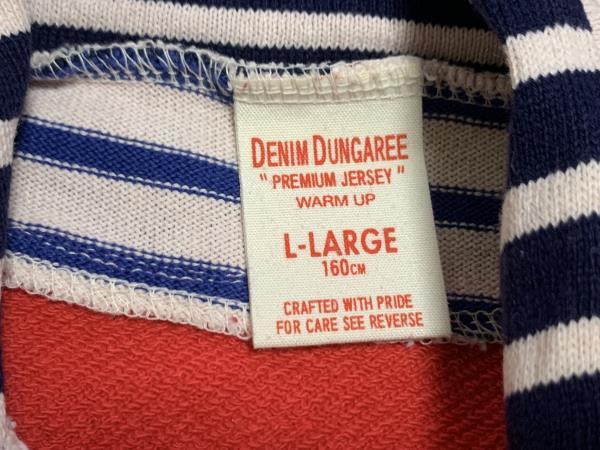 DENIM DUNGAREE
"PREMIUM JERSEY"
WARM UP
L-LARGE
160CM
CRAFTED WITH PRIDE
FOR CARE SEE REVERSE